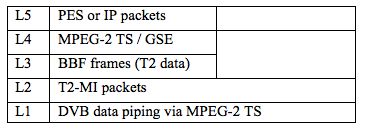 L5 PES or IP packets
L4 MPEG-2 TS / GSE
L3 BBF frames (T2 data)
L2 T2-MI packets
L1 DVB data piping via MPEG-2 TS